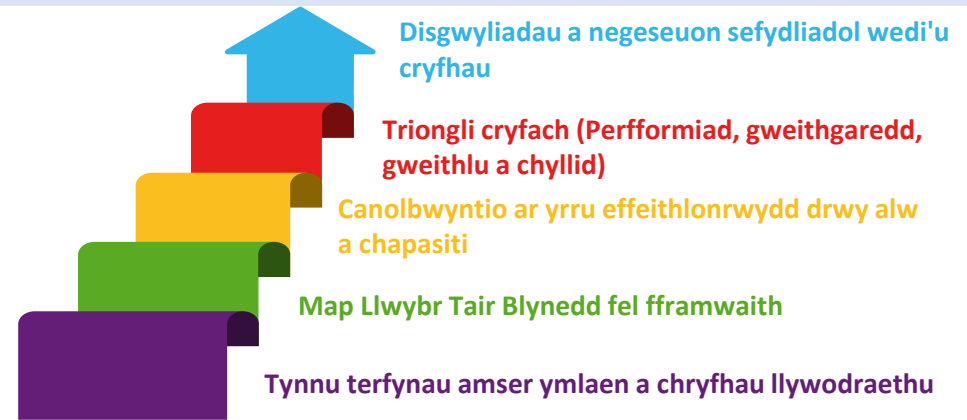 Disgwyliadau a negeseuon sefydliadol wedi'u
cryfhau
Triongli cryfach (Perfformiad, gweithgaredd,
gweithlu a chyllid)
Canolbwyntio ar yrru effeithlonrwydd drwy alw
a chapasiti
Map Llwybr Tair Blynedd fel fframwaith
Tynnu terfynau amser ymlaen a chryfhau llywodraethu